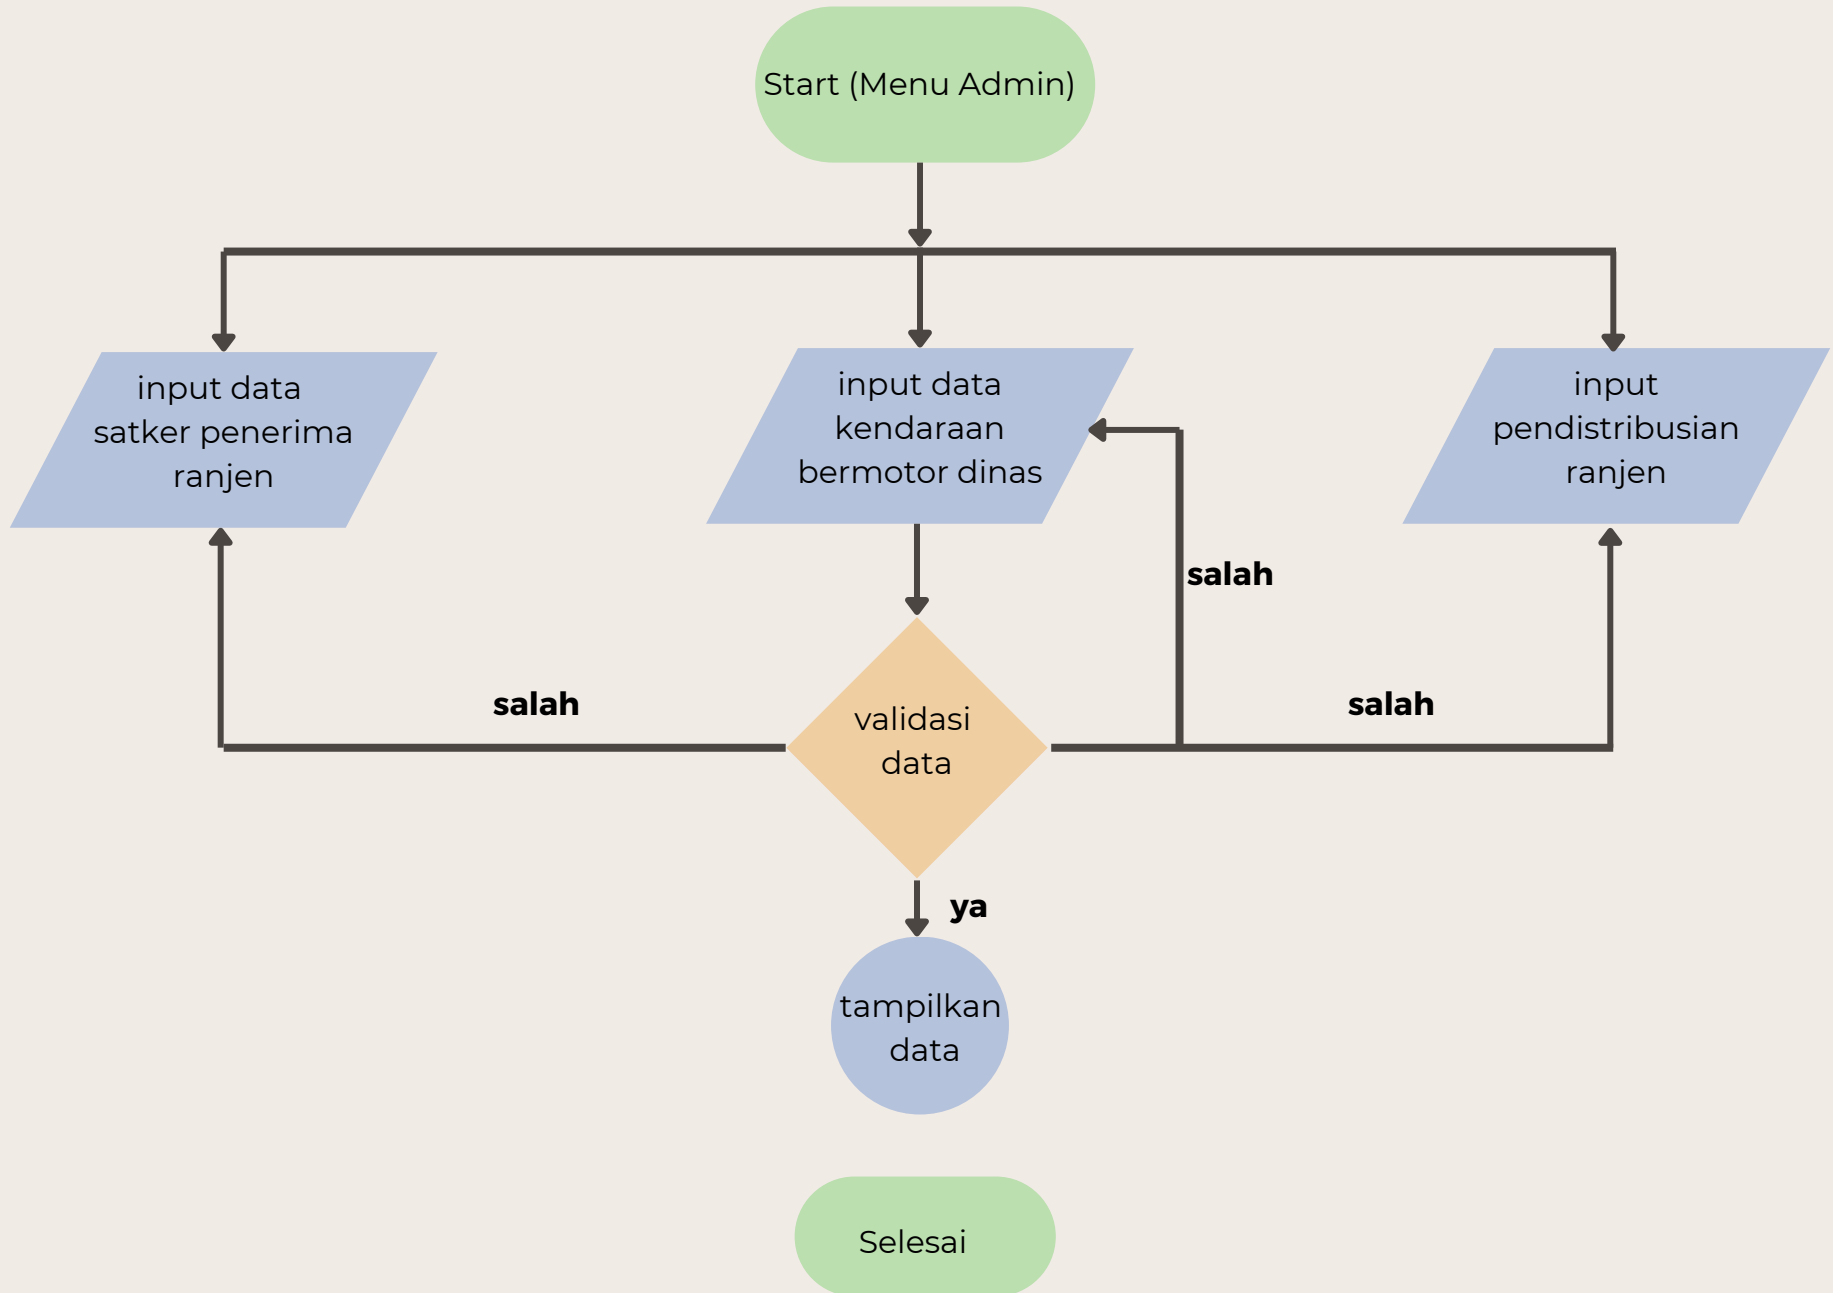 Start (Menu Admin)
input data
satker penerima
ranjen
input data
kendaraan
bermotor dinas
input
pendistribusian
ranjen
salah
salah
salah
validasi
data
ya
tampilkan
data
Selesai